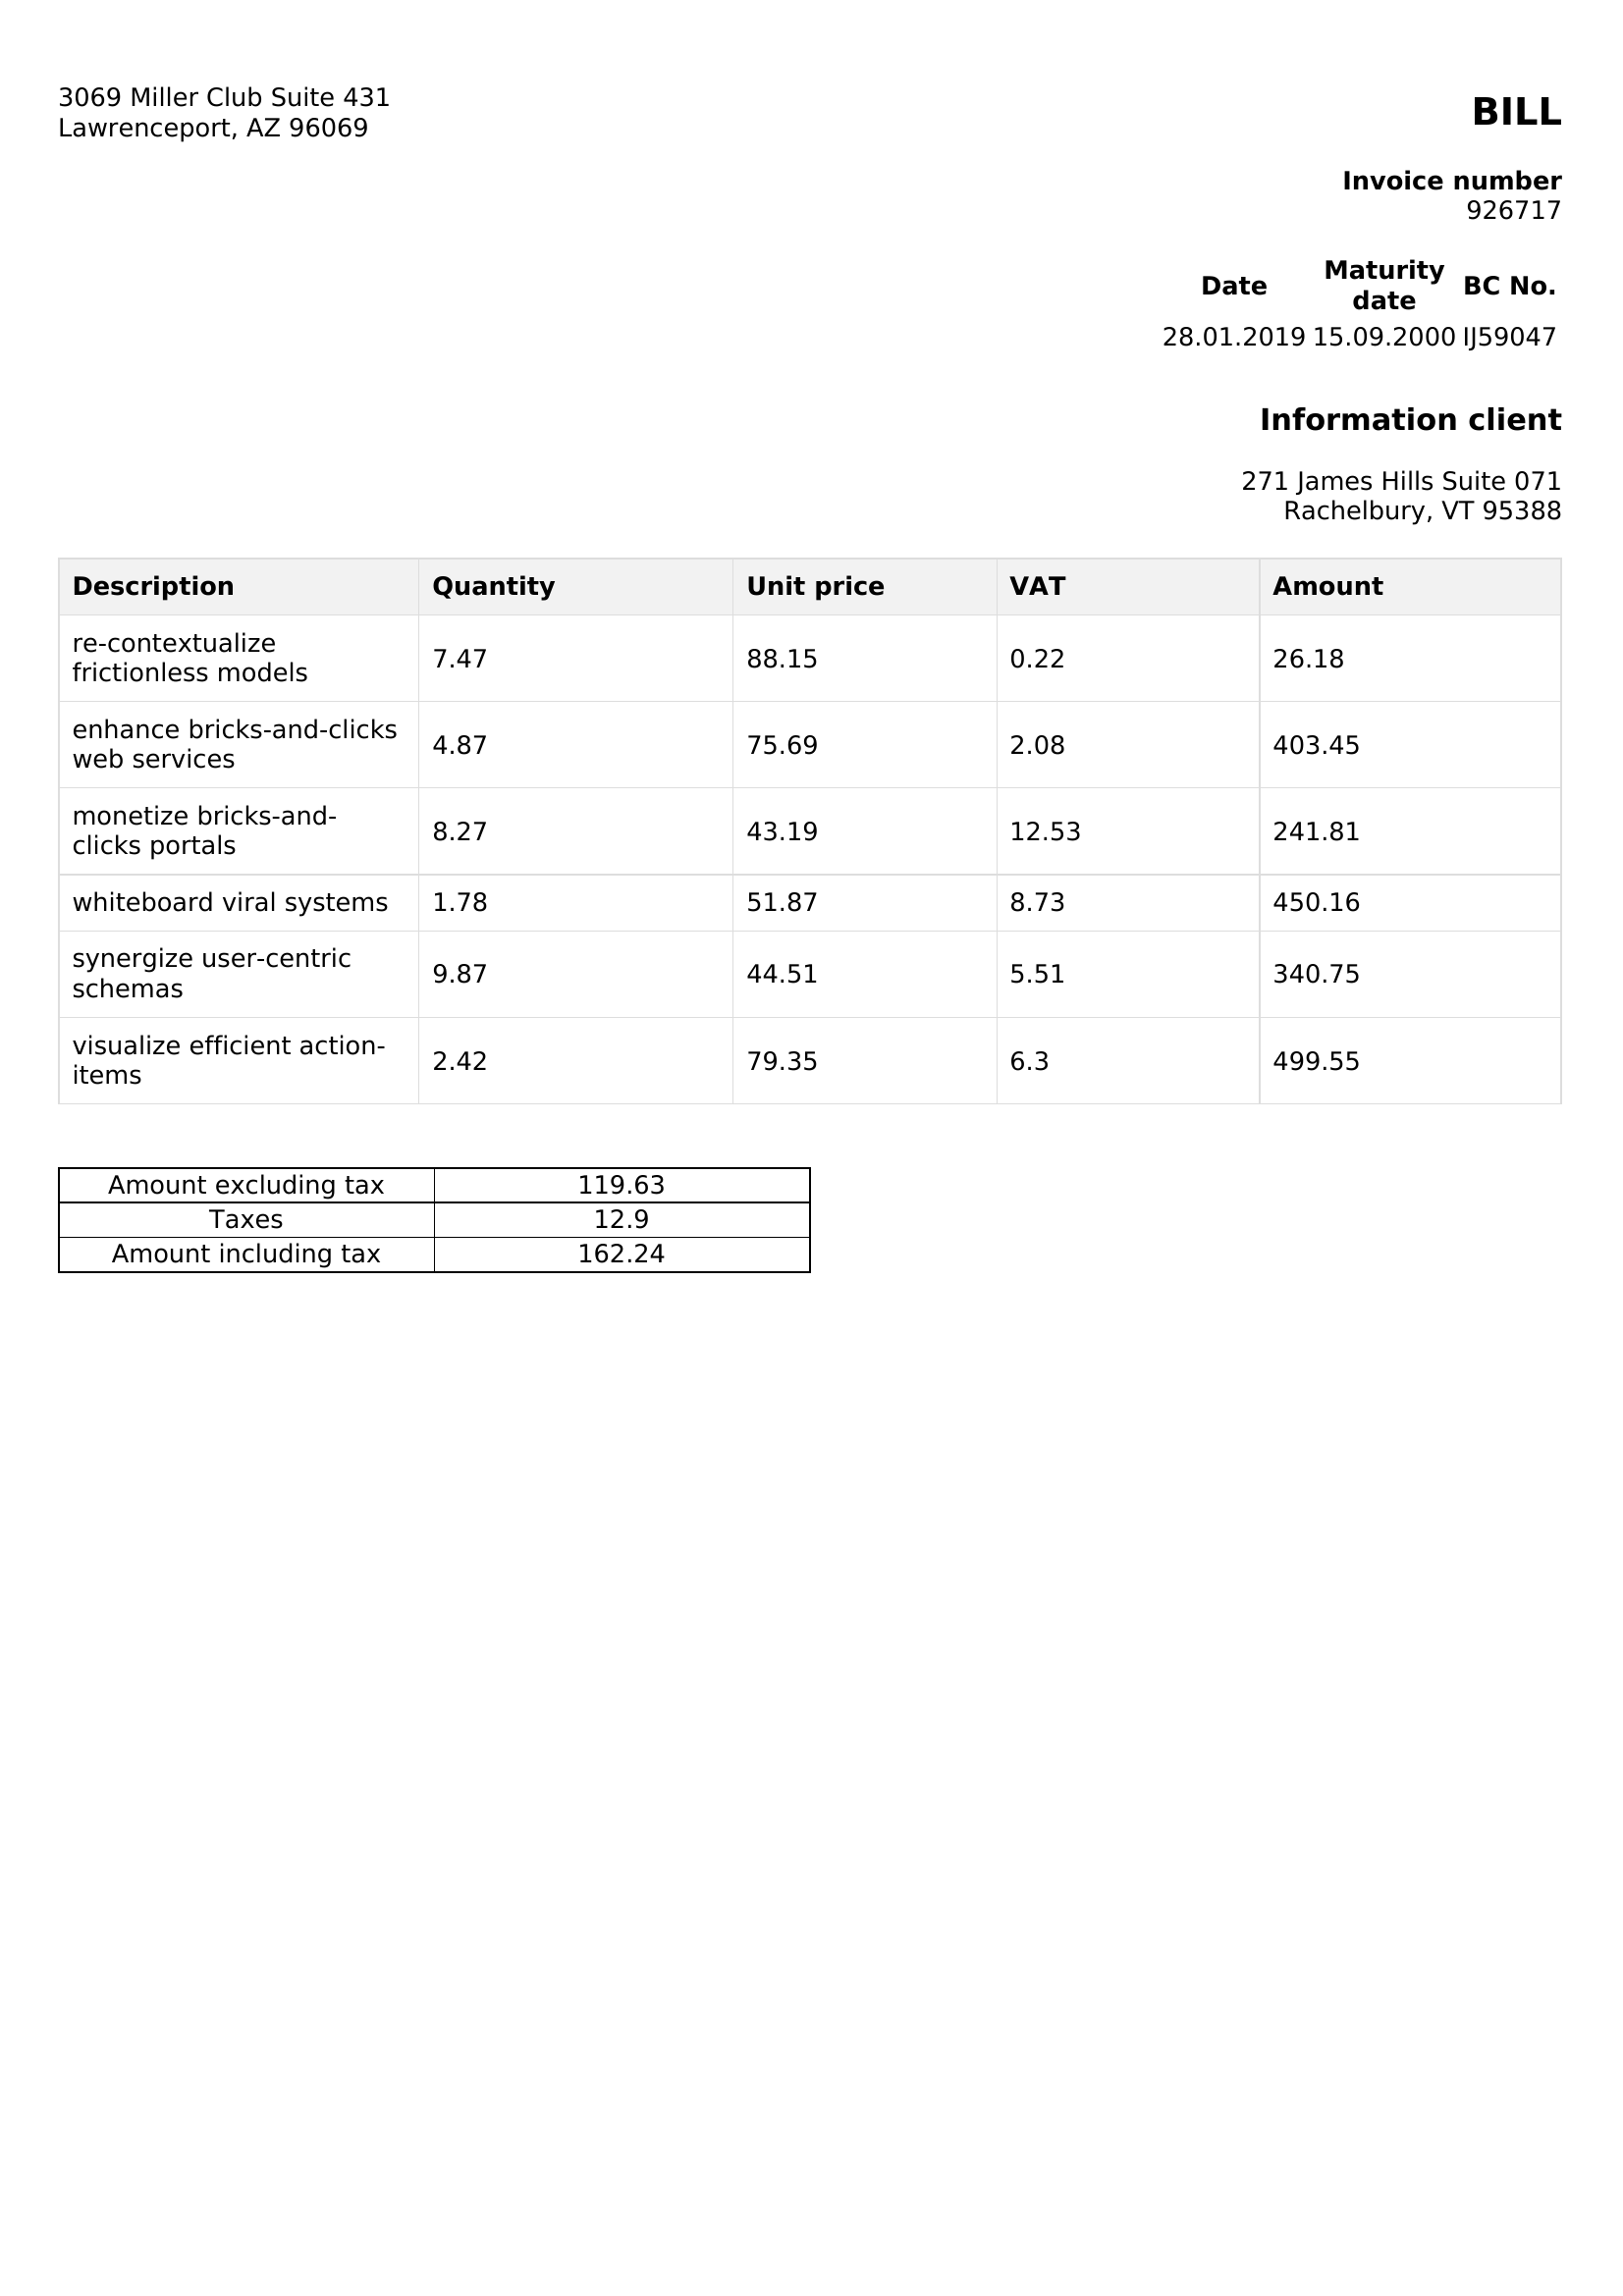 3069 Miller Club Suite 431
Lawrenceport, AZ 96069
BILL
Invoice number
926717
Date Maturity date BC No.
28.01.2019 15.09.2000 IJ59047
Information client
271 James Hills Suite 071
Rachelbury, VT 95388
Description Quantity Unit price VAT Amount
re-contextualize
frictionless models 7.47 88.15 0.22 26.18
enhance bricks-and-clicks
web services 4.87 75.69 2.08 403.45
monetize bricks-and-
clicks portals 8.27 43.19 12.53 241.81
whiteboard viral systems 1.78 51.87 8.73 450.16
synergize user-centric
schemas 9.87 44.51 5.51 340.75
visualize efficient action-
items 2.42 79.35 6.3 499.55
Amount excluding tax 119.63
Taxes 12.9
Amount including tax 162.24